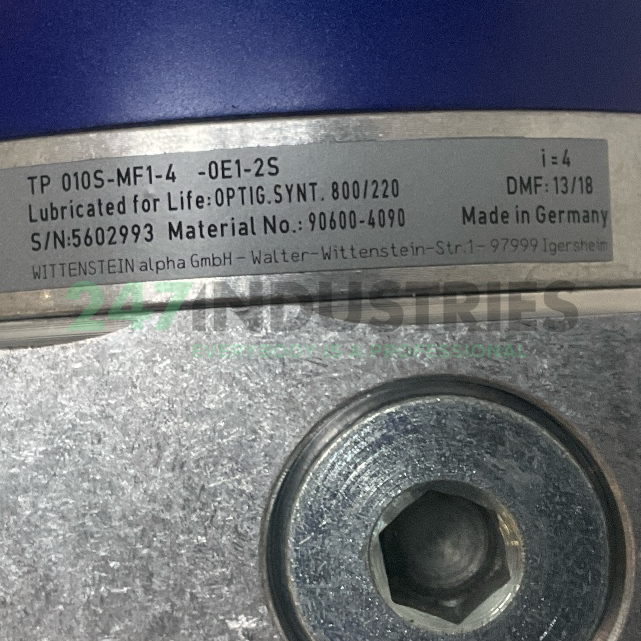 TP 010S-MF1-4 -0E1-2S i=4
Lubricated for Life:OPTIG.SYNT. 800/220 DMF: 13/18
S/N:5602993 Material No.: 90600-4090 Made in Germany
WITTENSTEIN alpha GmbH - Walter-Wittenstein-Str.1- 97999 Igersheim
247INDUSTRIES